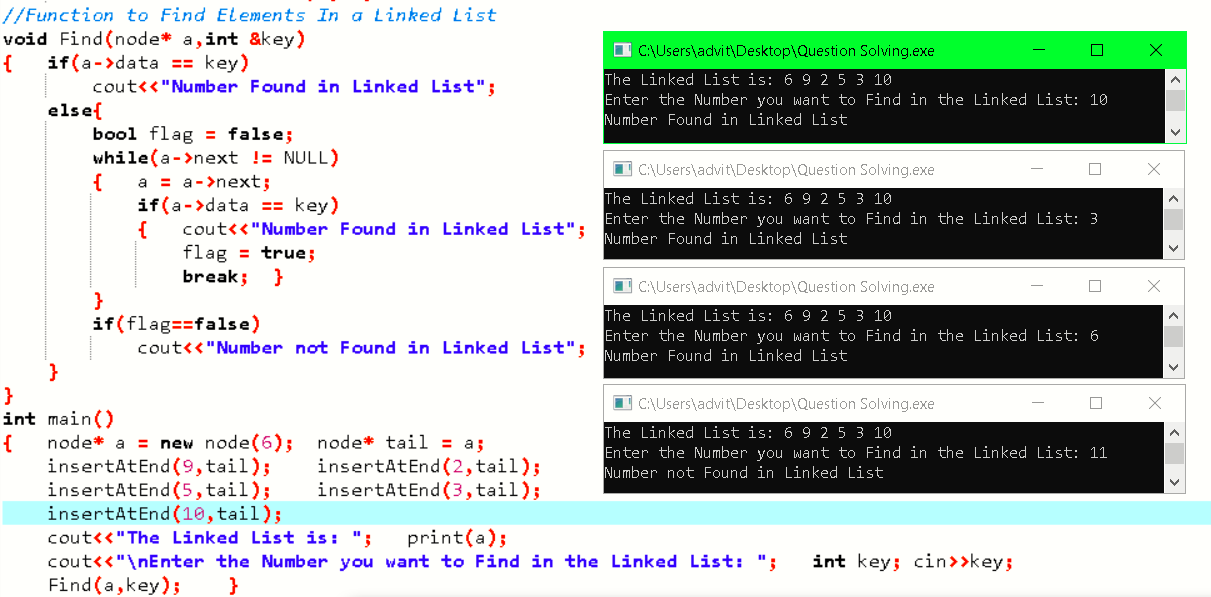 //Function to Find Elements In a Linked List
void Find(node* a,int &key)
{   if(a->data == key)
        cout<<"Number Found in Linked List";
    else{
        bool flag = false;
        while(a->next != NULL)
        {   a = a->next;
            if(a->data == key)
            {   cout<<"Number Found in Linked List";
                flag = true;
                break;  }
        }
        if(flag==false)
            cout<<"Number not Found in Linked List";
    }
}
int main()
{   node* a = new node(6);  node* tail = a;
    insertAtEnd(9,tail);    insertAtEnd(2,tail);
    insertAtEnd(5,tail);    insertAtEnd(3,tail);
    insertAtEnd(10,tail);
    cout<<"The Linked List is: ";   print(a);
    cout<<"\nEnter the Number you want to Find in the Linked List: ";   int key; cin>>key;
    Find(a,key);    }
C:\Users\advit\Desktop\Question Solving.exe
The Linked List is: 6 9 2 5 3 10
Enter the Number you want to Find in the Linked List: 10
Number Found in Linked List
C:\Users\advit\Desktop\Question Solving.exe
The Linked List is: 6 9 2 5 3 10
Enter the Number you want to Find in the Linked List: 3
Number Found in Linked List
C:\Users\advit\Desktop\Question Solving.exe
The Linked List is: 6 9 2 5 3 10
Enter the Number you want to Find in the Linked List: 6
Number Found in Linked List
C:\Users\advit\Desktop\Question Solving.exe
The Linked List is: 6 9 2 5 3 10
Enter the Number you want to Find in the Linked List: 11
Number not Found in Linked List